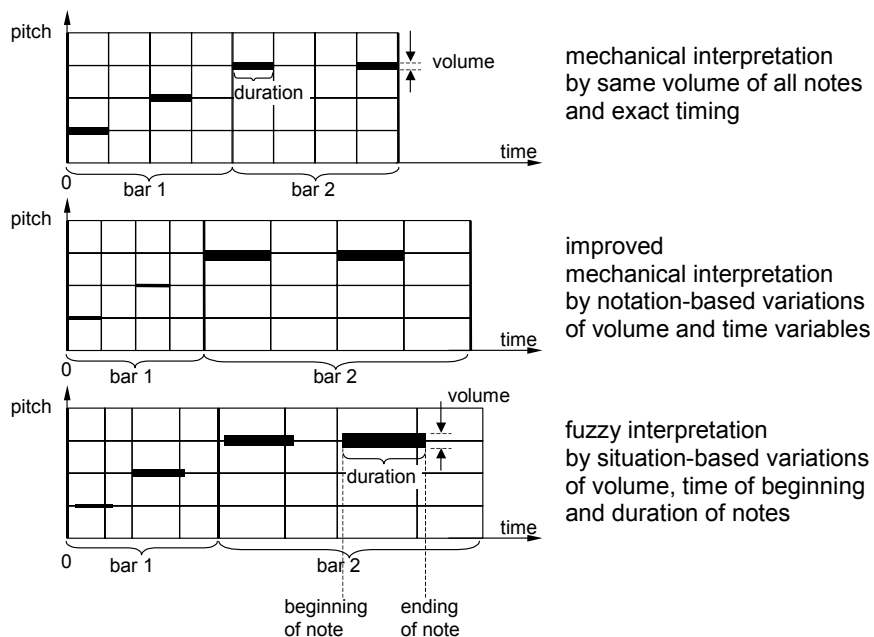 pitch
volume
duration
time
0
bar 1
bar 2
mechanical interpretation
by same volume of all notes
and exact timing
pitch
time
0
bar 1
bar 2
improved
mechanical interpretation
by notation-based variations
of volume and time variables
pitch
volume
duration
time
0
bar 1
bar 2
beginning
of note
ending
of note
fuzzy interpretation
by situation-based variations
of volume, time of beginning
and duration of notes